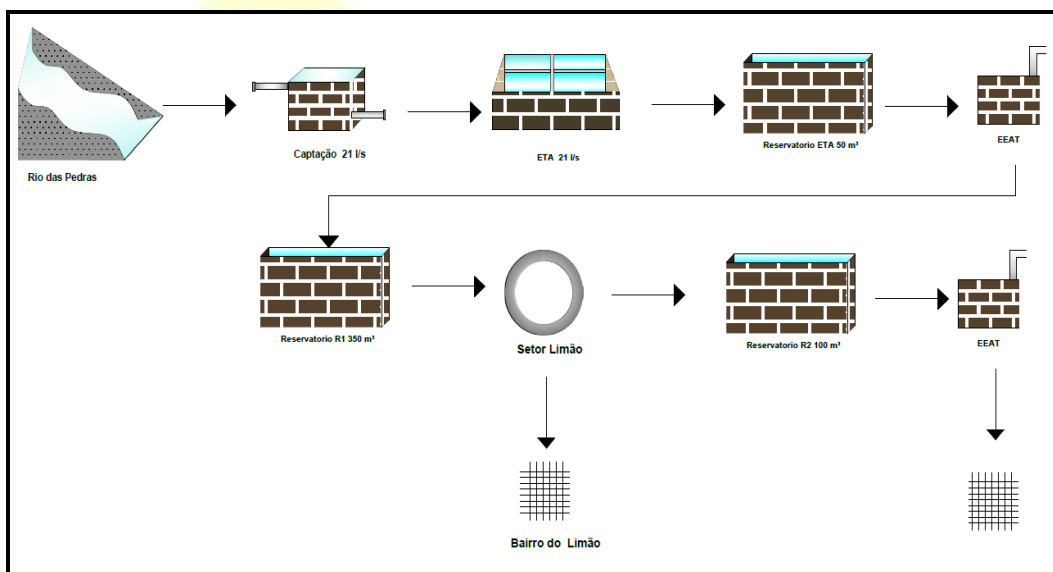 Rio das Pedras
Captação 21 l/s
ETA 21 l/s
Reservatorio ETA 50 m³
EEAT
Reservatorio R1 350 m³
Setor Limão
Reservatorio R2 100 m³
EEAT
Bairro do Limão